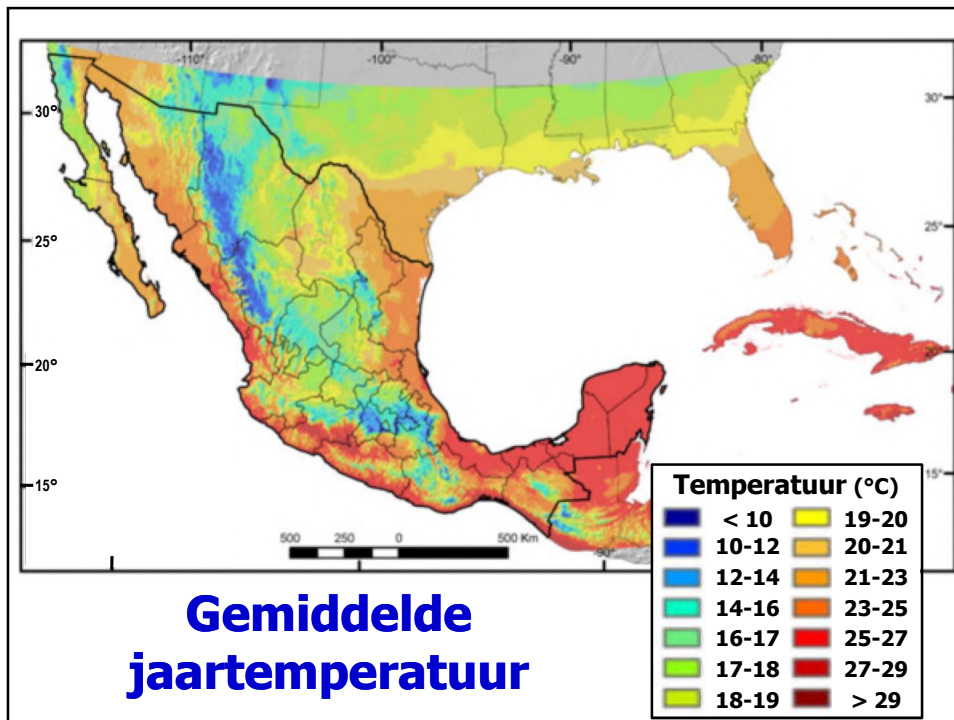 -110° -100° -90° -80°
30° 30°
25° 25°
20° 20°
15° 15°
500 250 0 500 Km
-90°
Temperatuur (°C)
< 10 19-20
10-12 20-21
12-14 21-23
14-16 23-25
16-17 25-27
17-18 27-29
18-19 > 29
Gemiddelde
jaartemperatuur